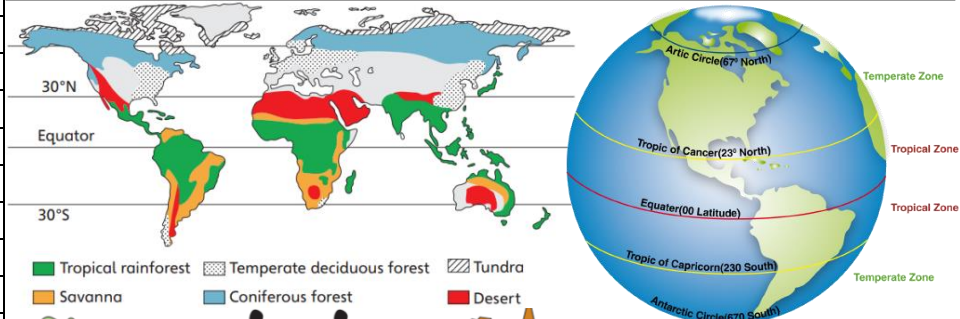 30°N
Equator
30°S
Tropical rainforest
Temperate deciduous forest
Tundra
Savanna
Coniferous forest
Desert
Artic Circle(67⁰ North)
Temperate Zone
Tropic of Cancer(23⁰ North)
Tropical Zone
Equater(00 Latitude)
Tropical Zone
Tropic of Capricorn(230 South)
Temperate Zone
Antarctic Circle(670 South)